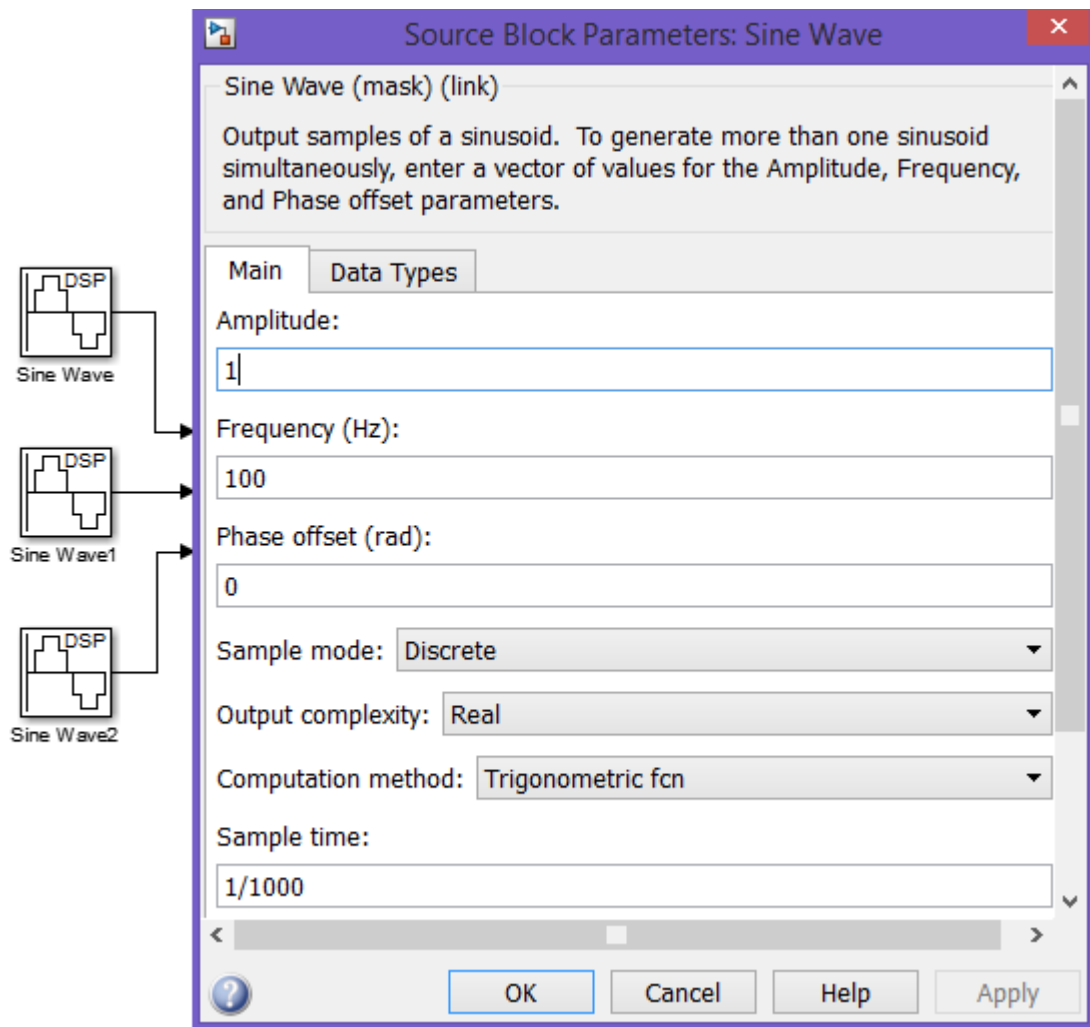 Source Block Parameters: Sine Wave
Sine Wave (mask) (link)
Output samples of a sinusoid.  To generate more than one sinusoid
simultaneously, enter a vector of values for the Amplitude, Frequency,
and Phase offset parameters.
Main
Data Types
Amplitude:
1
Frequency (Hz):
100
Phase offset (rad):
0
Sample mode: Discrete
Output complexity: Real
Computation method: Trigonometric fcn
Sample time:
1/1000
OK
Cancel
Help
Apply
DSP
Sine Wave
DSP
Sine Wave1
DSP
Sine Wave2